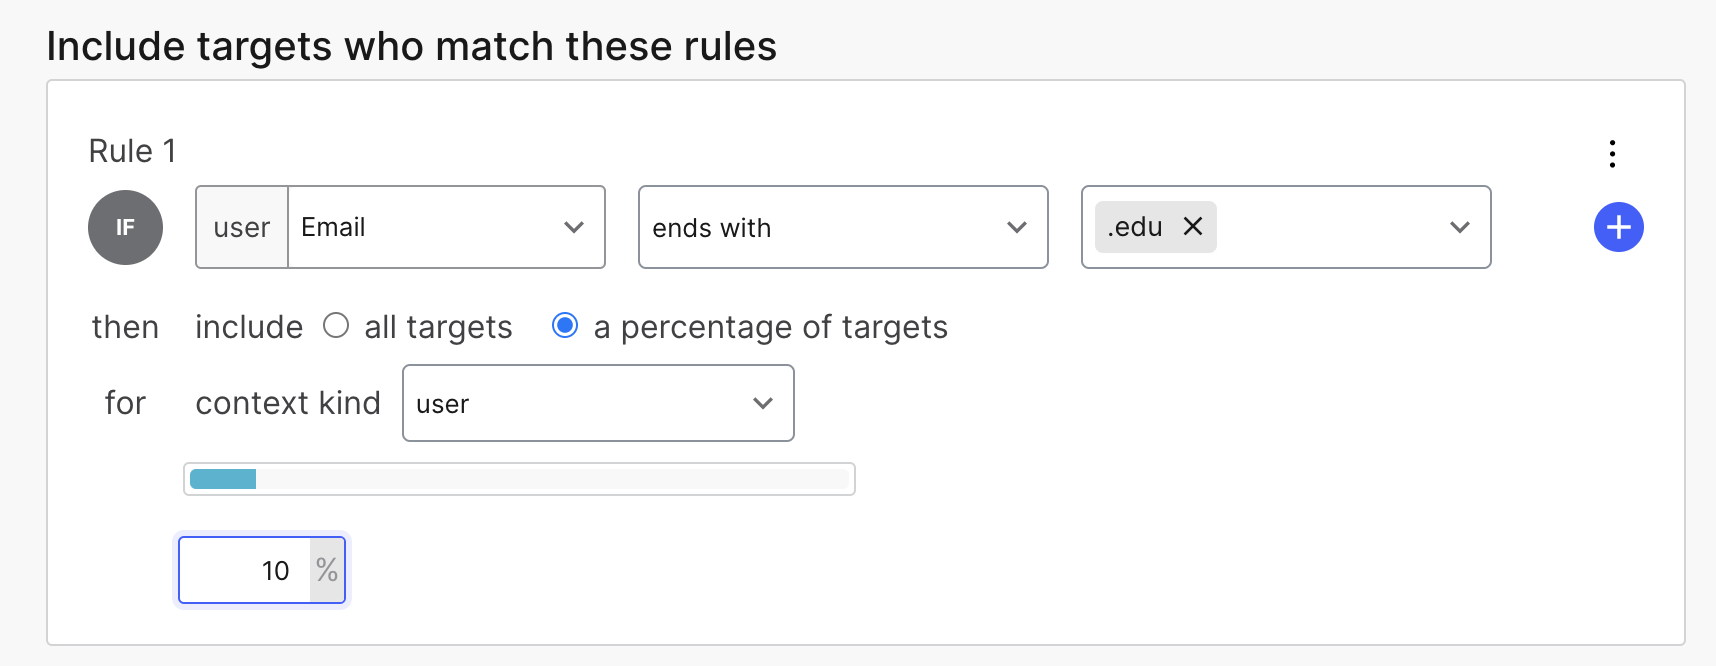 Include targets who match these rules
Rule 1
IF user Email ends with .edu
then include all targets a percentage of targets
for context kind user
10 %